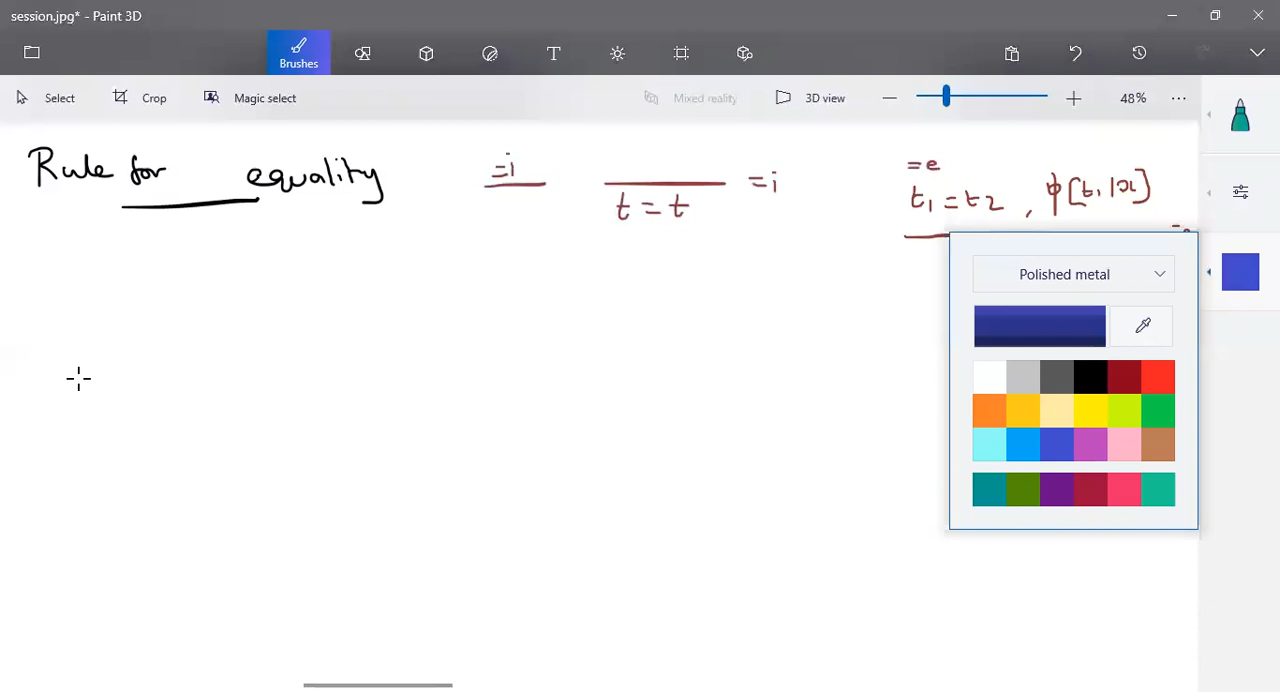 session.jpg* - Paint 3D
Brushes
Select
Crop
Magic select
Mixed reality
3D view
48%
Rule for equality
=i
t = t
=i
=e
t₁ = t₂ , ϕ[t₁/x]
Polished metal